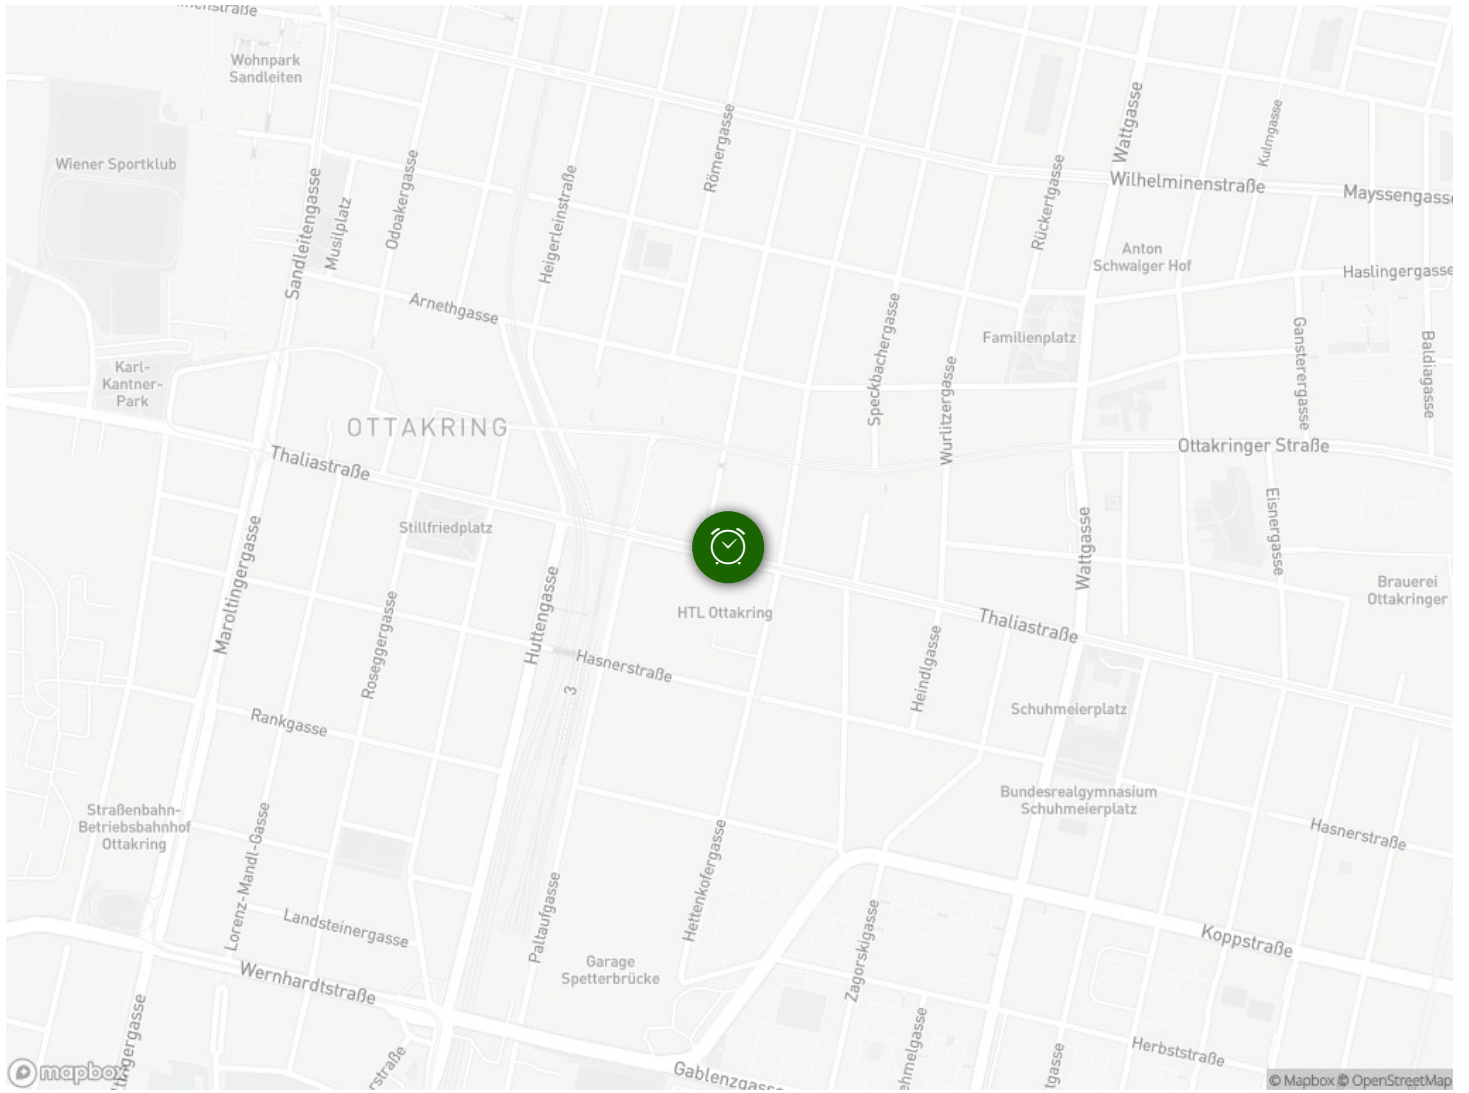 Wohnpark
Sandleiten
Wiener Sportklub
Sandleitengasse
Musilplatz
Odoakergasse
Heigerleinstraße
Römergasse
Rückertgasse
Wattgasse
Kulmgasse
Wilhelminenstraße
Mayssengasse
Anton
Schwaiger Hof
Haslingergasse
Arnethgasse
Speckbachergasse
Familienplatz
Gansterergasse
Baldiagasse
Karl-
Kantner-
Park
Wurlitzergasse
OTTAKRING
Ottakringer Straße
Thaliastraße
Stillfriedplatz
Eisnergasse
Wattgasse
Maroltingergasse
Huttengasse
Roseggergasse
HTL Ottakring
Brauerei
Ottakringer
Thaliastraße
Hasnerstraße
3
Heindlgasse
Schuhmeierplatz
Rankgasse
Bundesrealgymnasium
Schuhmeierplatz
Straßenbahn-
Betriebsbahnhof
Ottakring
Hasnerstraße
Lorenz-Mandl-Gasse
Hettenkofergasse
Paltaufgasse
Landsteinergasse
Zagorskigasse
Koppstraße
Garage
Spetterbrücke
Wernhardtstraße
Herbststraße
Gablenzgasse
mapbox
© Mapbox © OpenStreetMap